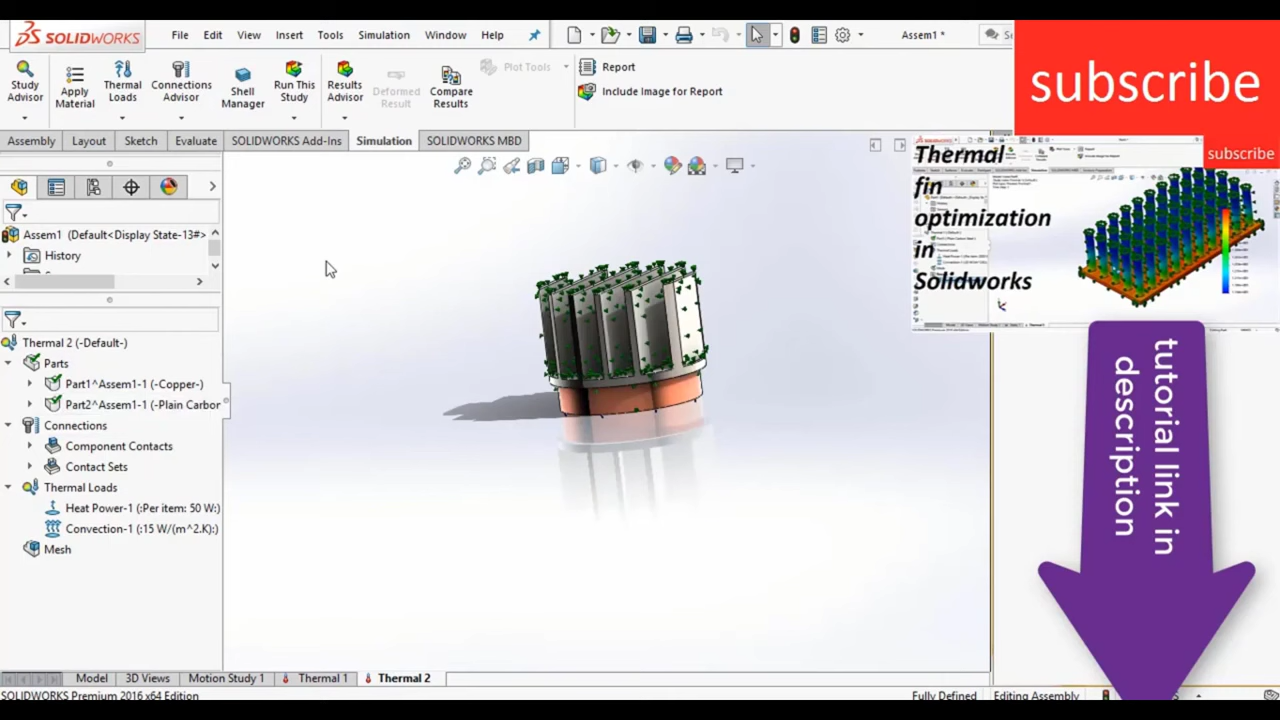 SOLIDWORKS
File Edit View Insert Tools Simulation Window Help
Assem1 *
subscribe
Study Advisor
Apply Material
Thermal Loads
Connections Advisor
Shell Manager
Run This Study
Results Advisor
Deformed Result
Compare Results
Plot Tools
Report
Include Image for Report
Assembly Layout Sketch Evaluate SOLIDWORKS Add-Ins Simulation SOLIDWORKS MBD
subscribe
Thermal
fin
optimization
in
Solidworks
Assem1 (Default<Display State-13#>
History
Thermal 2 (-Default-)
Parts
Part1^Assem1-1 (-Copper-)
Part2^Assem1-1 (-Plain Carbor
Connections
Component Contacts
Contact Sets
Thermal Loads
Heat Power-1 (:Per item: 50 W:)
Convection-1 (:15 W/(m^2.K):)
Mesh
tutorial link in
description
Model 3D Views Motion Study 1 Thermal 1 Thermal 2
SOLIDWORKS Premium 2016 x64 Edition
Fully Defined Editing Assembly